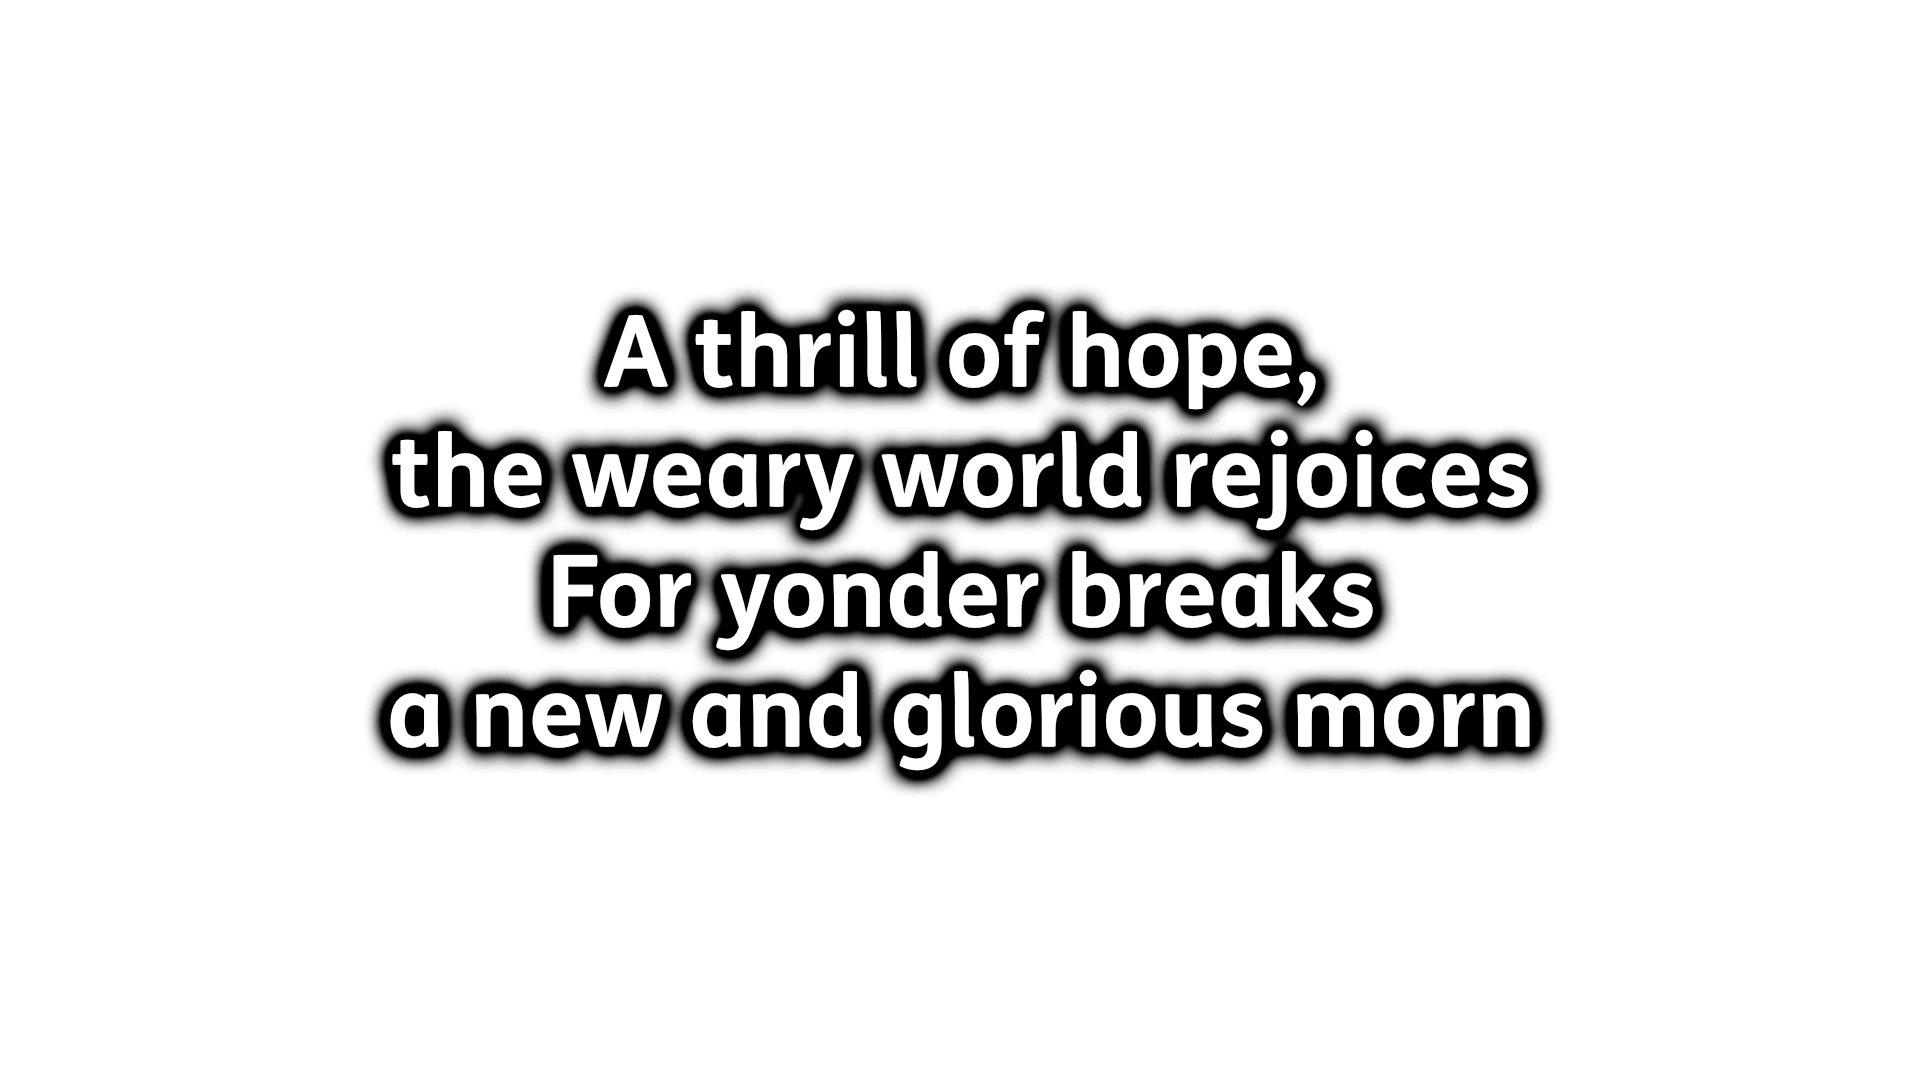 A thrill of hope,
the weary world rejoices
For yonder breaks
a new and glorious morn